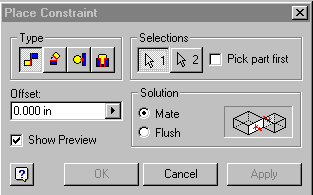 Place Constraint
Type
Selections
1
2
Pick part first
Offset:
0.000 in
Solution
Mate
Flush
Show Preview
?
OK
Cancel
Apply